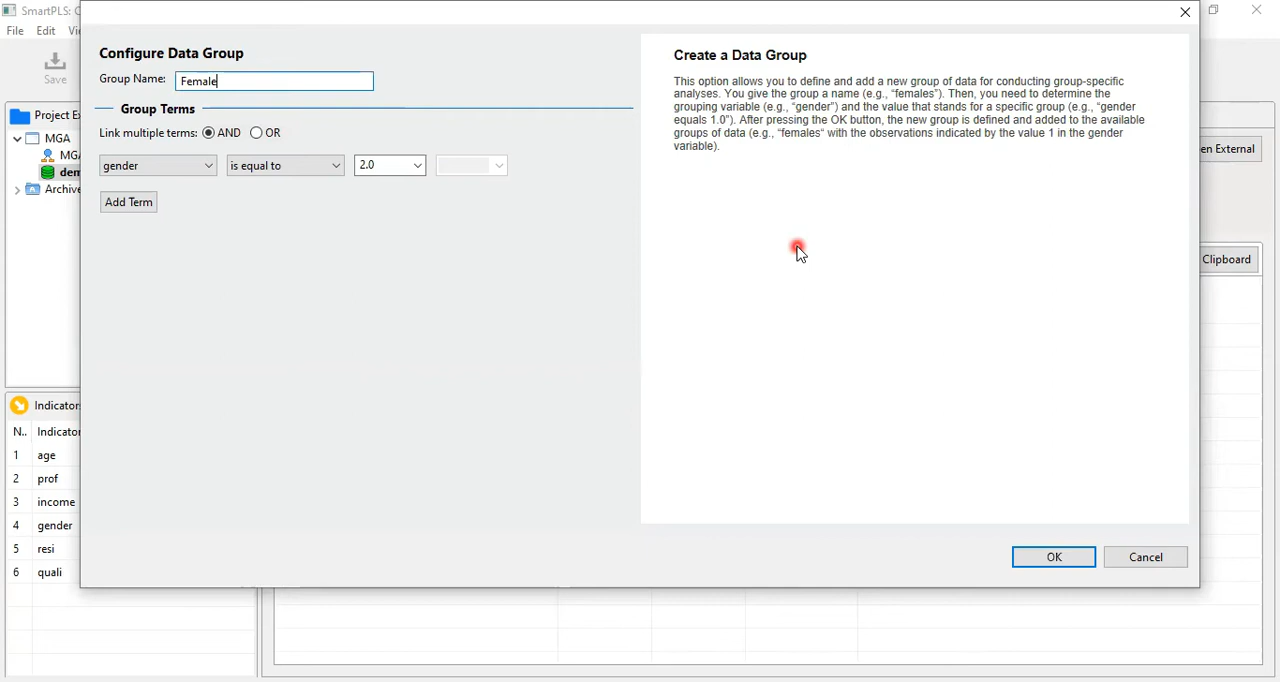 SmartPLS: C
File Edit Vi
Save
Project Ex
MGA
MGA
dem
Archive
Indicator
N.. Indicator
1 age
2 prof
3 income
4 gender
5 resi
6 quali
Configure Data Group
Group Name: Female
Group Terms
Link multiple terms: AND OR
gender is equal to 2.0
Add Term
Create a Data Group
This option allows you to define and add a new group of data for conducting group-specific
analyses. You give the group a name (e.g., “females”). Then, you need to determine the
grouping variable (e.g., “gender”) and the value that stands for a specific group (e.g., “gender
equals 1.0”). After pressing the OK button, the new group is defined and added to the available
groups of data (e.g., “females“ with the observations indicated by the value 1 in the gender
variable).
OK Cancel
en External
Clipboard